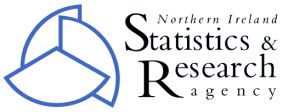 Northern Ireland
Statistics &
Research
agency